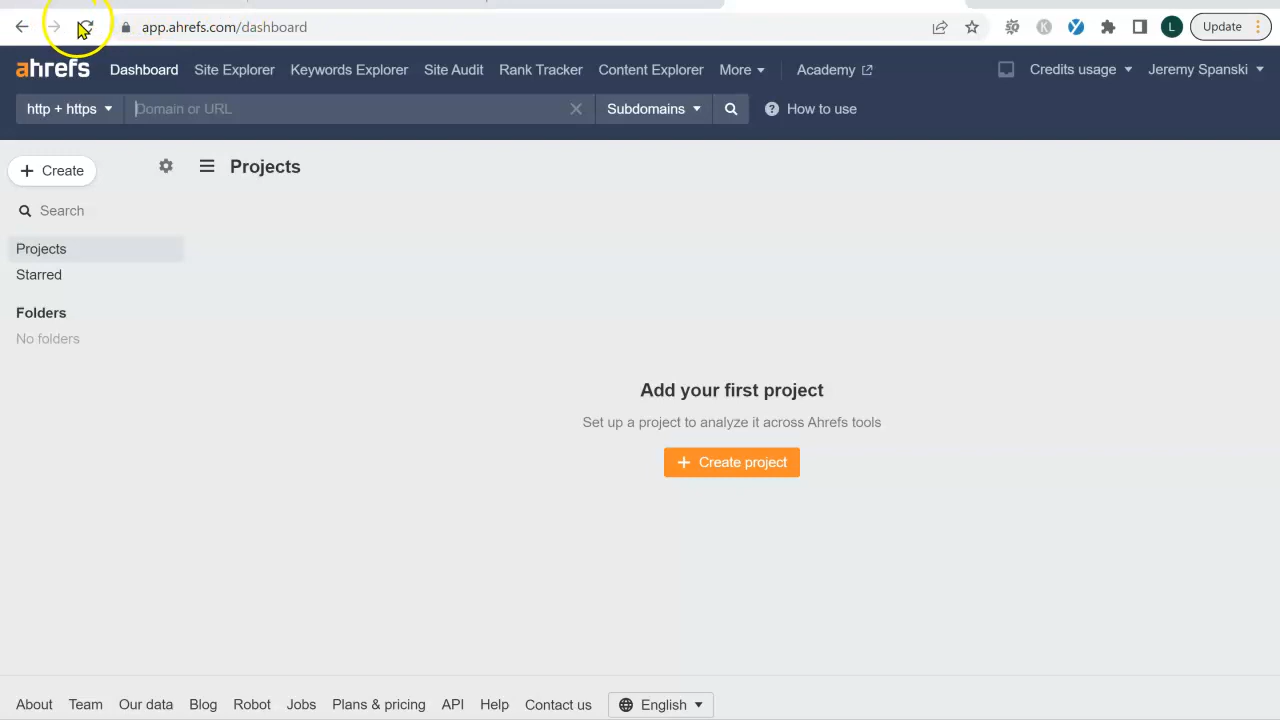 app.ahrefs.com/dashboard
K
L
Update
ahrefs Dashboard Site Explorer Keywords Explorer Site Audit Rank Tracker Content Explorer More Academy Credits usage Jeremy Spanski
http + https Domain or URL Subdomains ? How to use
+ Create
Projects
Search
Projects
Starred
Folders
No folders
Add your first project
Set up a project to analyze it across Ahrefs tools
+ Create project
About Team Our data Blog Robot Jobs Plans & pricing API Help Contact us English